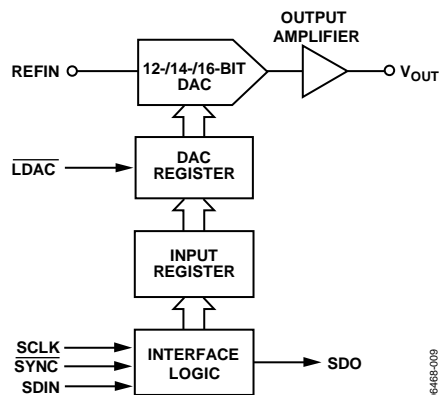 OUTPUT
AMPLIFIER
REFIN
12-/14-/16-BIT
DAC
VOUT
LDAC
DAC
REGISTER
INPUT
REGISTER
SCLK
SYNC
SDIN
INTERFACE
LOGIC
SDO
6468-009